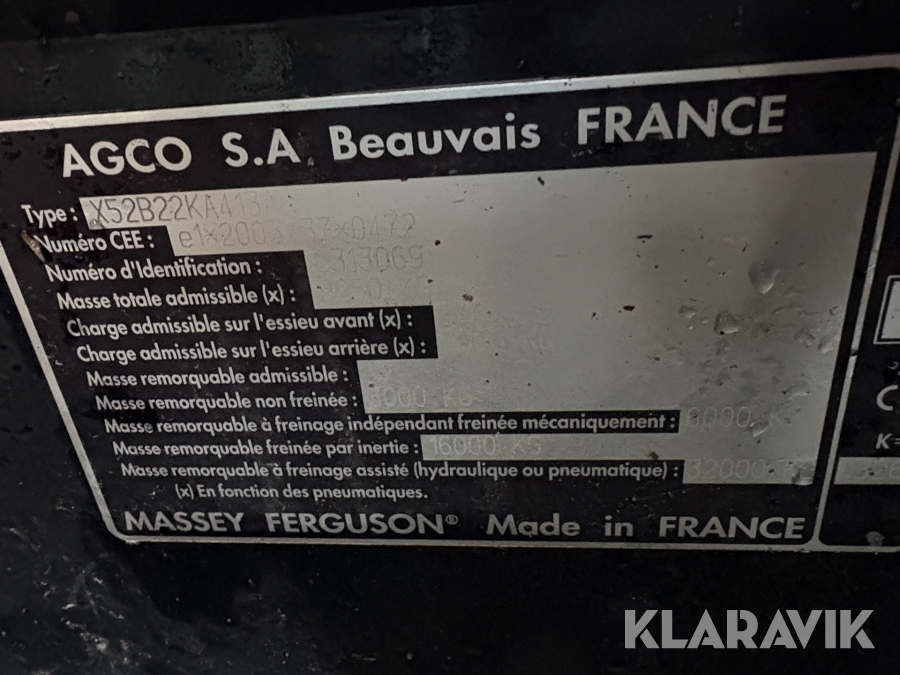 AGCO S.A. Beauvais FRANCE
Type : X52B22KA413
Numéro CEE :
Numéro d'Identification : 313069
Masse totale admissible (x) :
Charge admissible sur l'essieu avant (x) :
Charge admissible sur l'essieu arrière (x) :
Masse remorquable admissible :
Masse remorquable non freinée : 3000 KG
Masse remorquable à freinage indépendant freinée mécaniquement :
Masse remorquable freinée par inertie : 16000 KG
Masse remorquable à freinage assisté (hydraulique ou pneumatique) : 32000
(x) En fonction des pneumatiques.
MASSEY FERGUSON® Made in FRANCE
C
K=
KLARAVIK